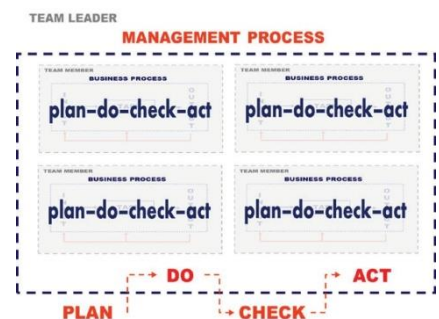 TEAM LEADER
MANAGEMENT PROCESS
TEAM MEMBER
BUSINESS PROCESS
plan-do-check-act
TEAM MEMBER
BUSINESS PROCESS
plan-do-check-act
TEAM MEMBER
BUSINESS PROCESS
plan-do-check-act
TEAM MEMBER
BUSINESS PROCESS
plan-do-check-act
DO
ACT
PLAN
CHECK